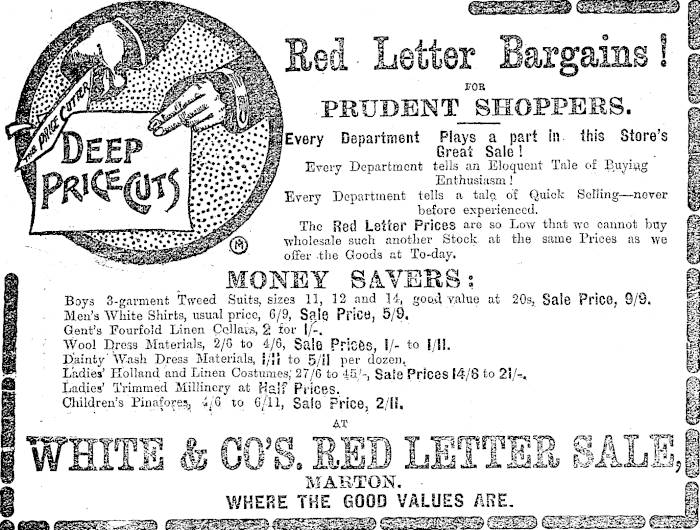 Red Letter Bargains!
FOR
PRUDENT SHOPPERS.
THE PRICE CUTTER
DEEP
PRICE CUTS
Every Department Plays a part in this Store's
Great Sale!
Every Department tells an Eloquent Tale of Buying
Enthusiasm!
Every Department tells a tale of Quick Selling—never
before experienced.
The Red Letter Prices are so Low that we cannot buy
wholesale such another Stock at the same Prices as we
offer the Goods at To-day.
MONEY SAVERS:
Boys 3-garment Tweed Suits, sizes 11, 12 and 14, good value at 20s, Sale Price, 9/9.
Men's White Shirts, usual price, 6/9, Sale Price, 5/9.
Gent's Fourfold Linen Collars, 2 for 1/-.
Wool Dress Materials, 2/6 to 4/6, Sale Prices, 1/- to 1/11.
Dainty Wash Dress Materials, 1/11 to 5/11 per dozen.
Ladies' Holland and Linen Costumes, 27/6 to 45/-, Sale Prices 14/6 to 21/-.
Ladies' Trimmed Millinery at Half Prices.
Children's Pinafores, 4/6 to 6/11, Sale Price, 2/11.
AT
WHITE & CO'S. RED LETTER SALE,
MARTON.
WHERE THE GOOD VALUES ARE.